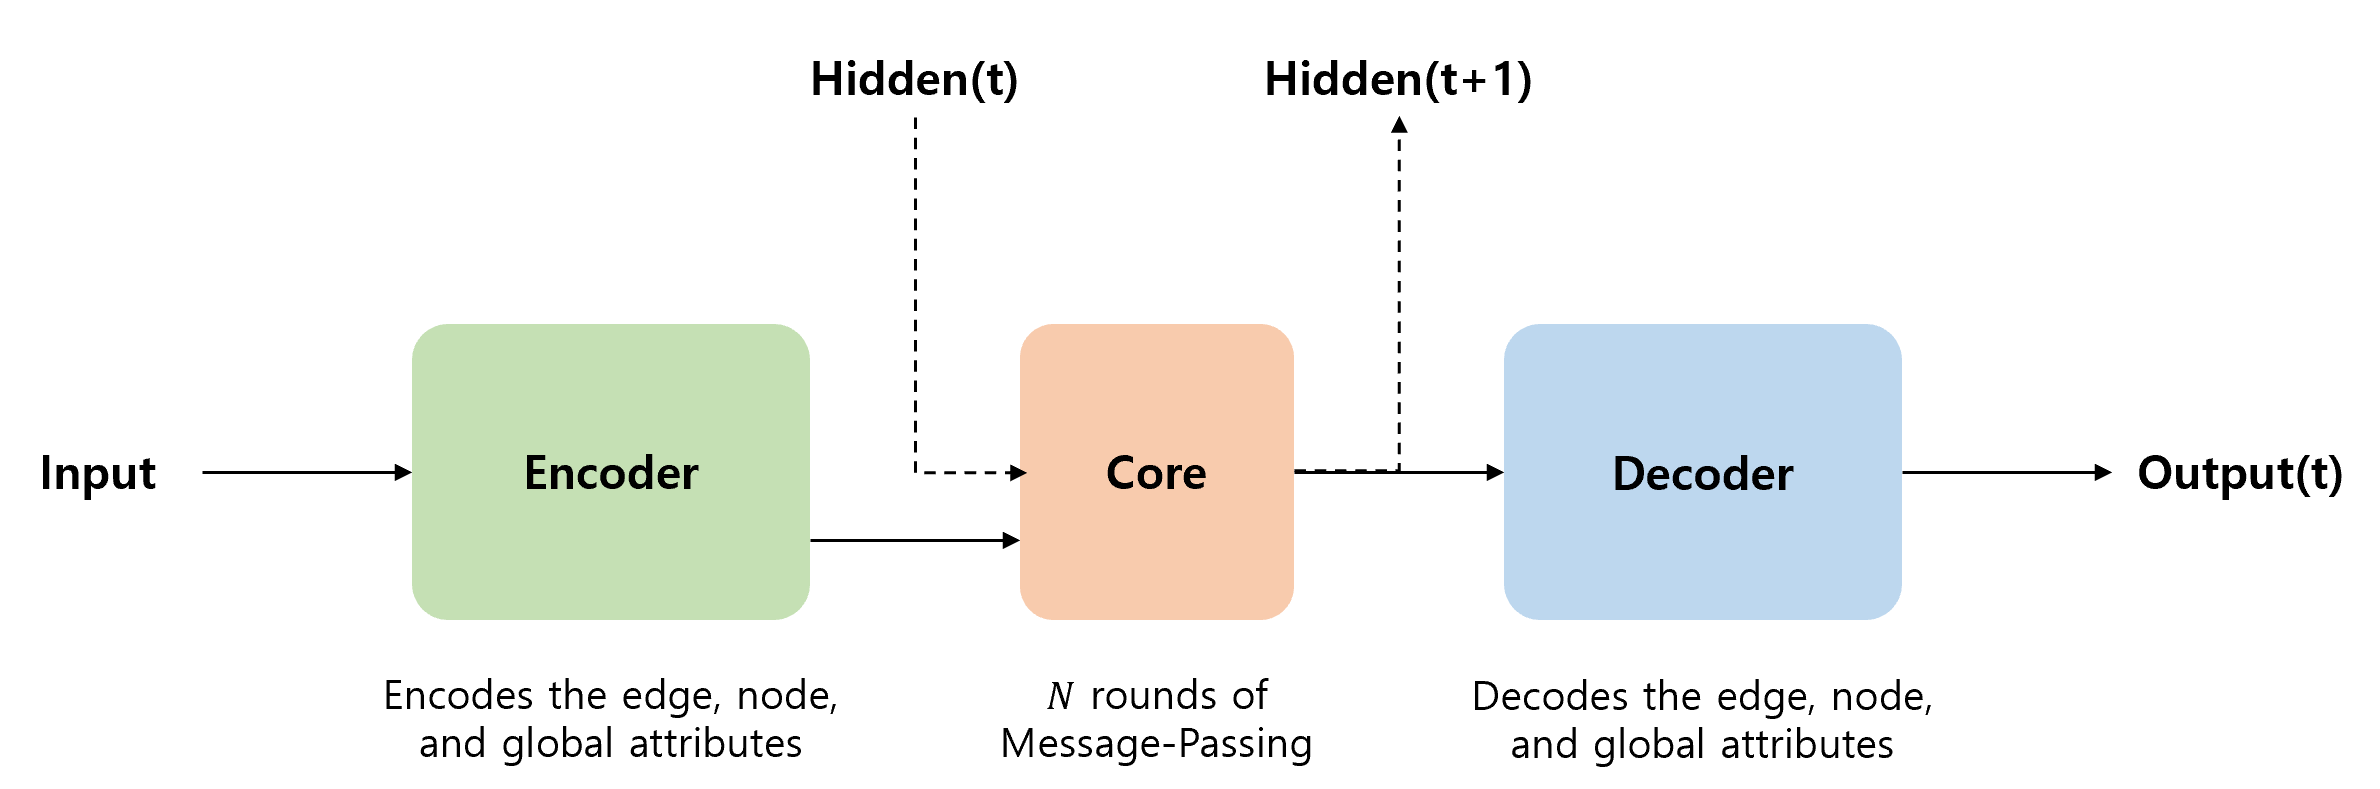 Hidden(t)
Hidden(t+1)
Input
Encoder
Core
Decoder
Output(t)
Encodes the edge, node,
and global attributes
N rounds of
Message-Passing
Decodes the edge, node,
and global attributes